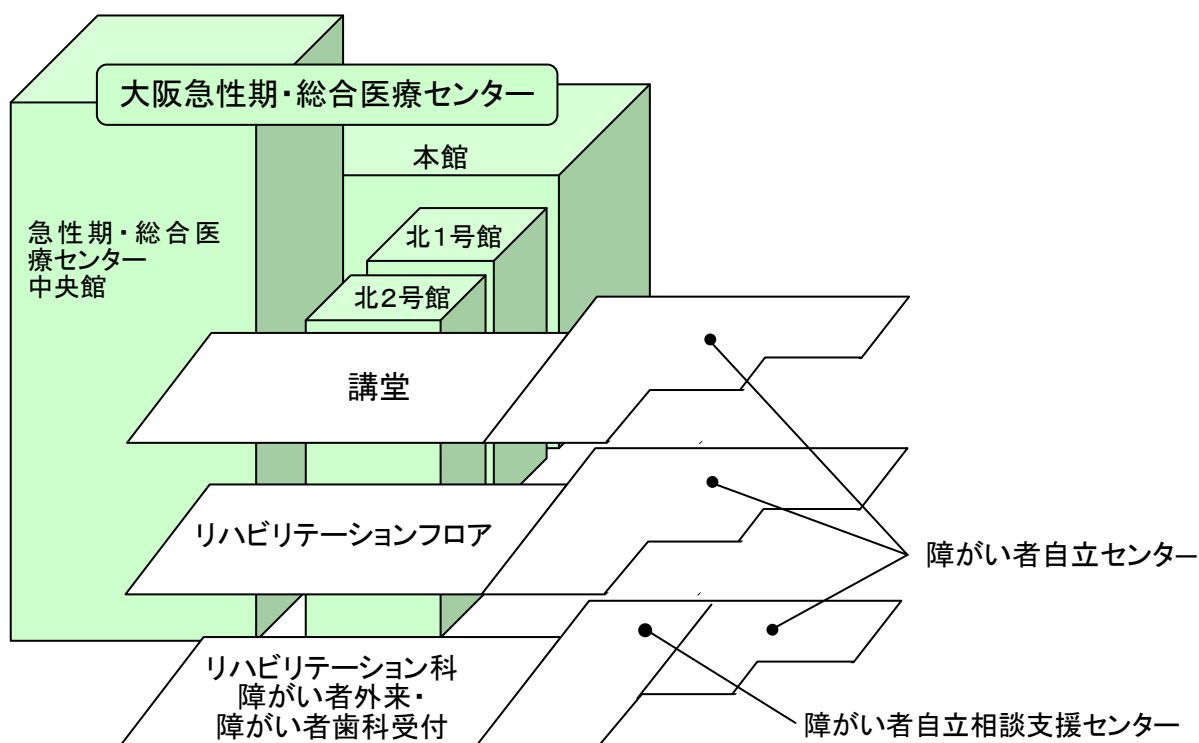 大阪急性期・総合医療センター
本館
急性期・総合医
療センター
中央館
北1号館
北2号館
講堂
リハビリテーションフロア
障がい者自立センター
リハビリテーション科
障がい者外来・
障がい者歯科受付
障がい者自立相談支援センター